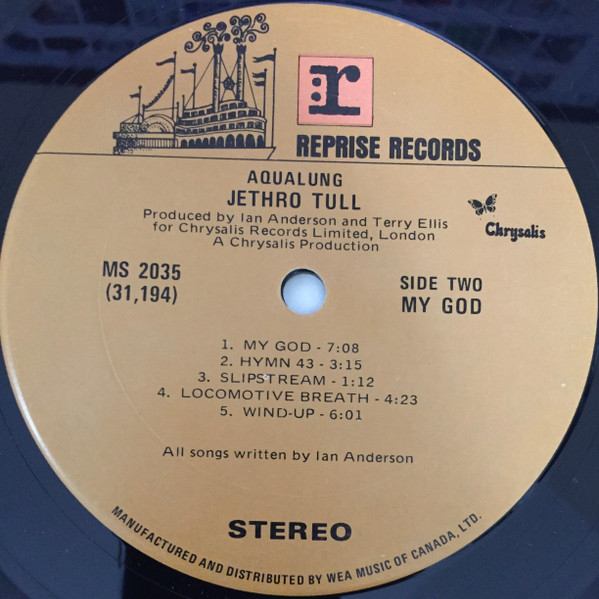 r
REPRISE RECORDS
AQUALUNG
JETHRO TULL
Produced by Ian Anderson and Terry Ellis
for Chrysalis Records Limited, London
A Chrysalis Production
Chrysalis
MS 2035
(31,194)
SIDE TWO
MY GOD
1. MY GOD - 7:08
2. HYMN 43 - 3:15
3. SLIPSTREAM - 1:12
4. LOCOMOTIVE BREATH - 4:23
5. WIND-UP - 6:01
All songs written by Ian Anderson
STEREO
MANUFACTURED AND DISTRIBUTED BY WEA MUSIC OF CANADA, LTD.